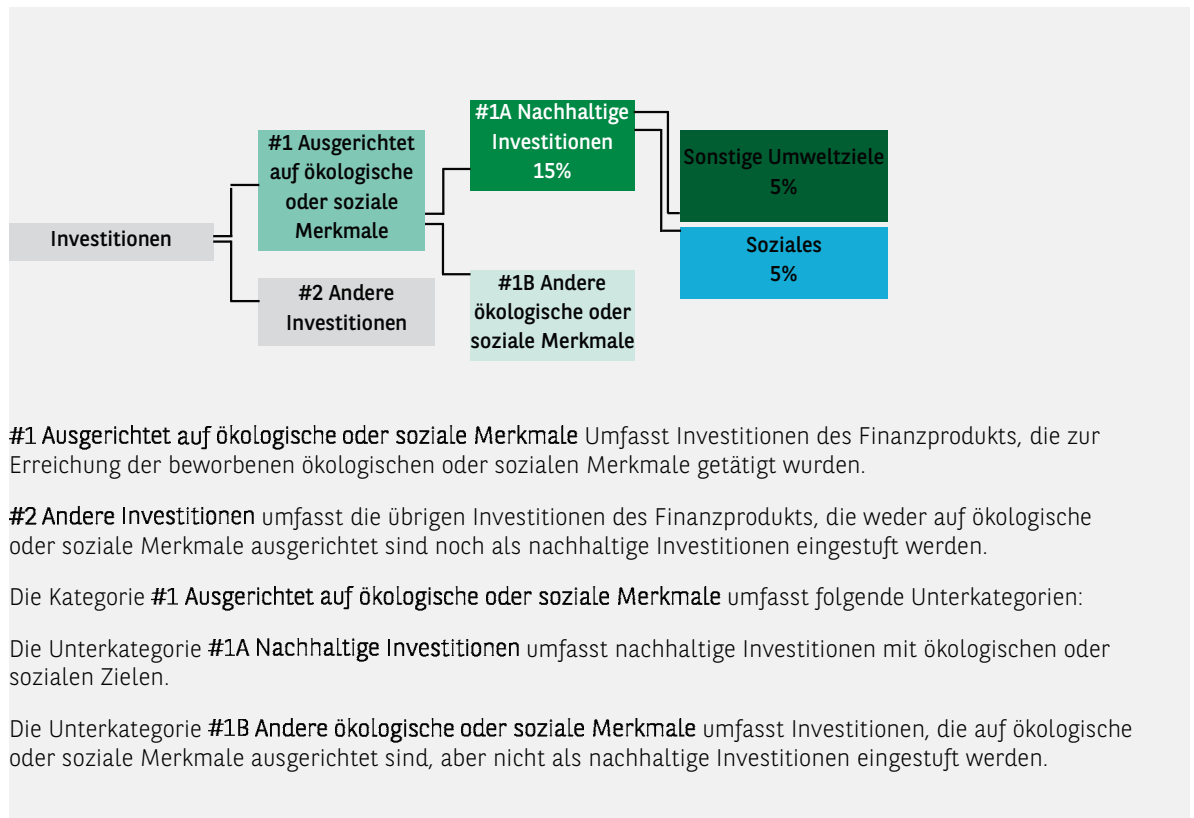 #1A Nachhaltige
Investitionen
15%
#1 Ausgerichtet
auf ökologische
oder soziale
Merkmale
Sonstige Umweltziele
5%
Investitionen
Soziales
5%
#2 Andere
Investitionen
#1B Andere
ökologische oder
soziale Merkmale
#1 Ausgerichtet auf ökologische oder soziale Merkmale Umfasst Investitionen des Finanzprodukts, die zur
Erreichung der beworbenen ökologischen oder sozialen Merkmale getätigt wurden.
#2 Andere Investitionen umfasst die übrigen Investitionen des Finanzprodukts, die weder auf ökologische
oder soziale Merkmale ausgerichtet sind noch als nachhaltige Investitionen eingestuft werden.
Die Kategorie #1 Ausgerichtet auf ökologische oder soziale Merkmale umfasst folgende Unterkategorien:
Die Unterkategorie #1A Nachhaltige Investitionen umfasst nachhaltige Investitionen mit ökologischen oder
sozialen Zielen.
Die Unterkategorie #1B Andere ökologische oder soziale Merkmale umfasst Investitionen, die auf ökologische
oder soziale Merkmale ausgerichtet sind, aber nicht als nachhaltige Investitionen eingestuft werden.